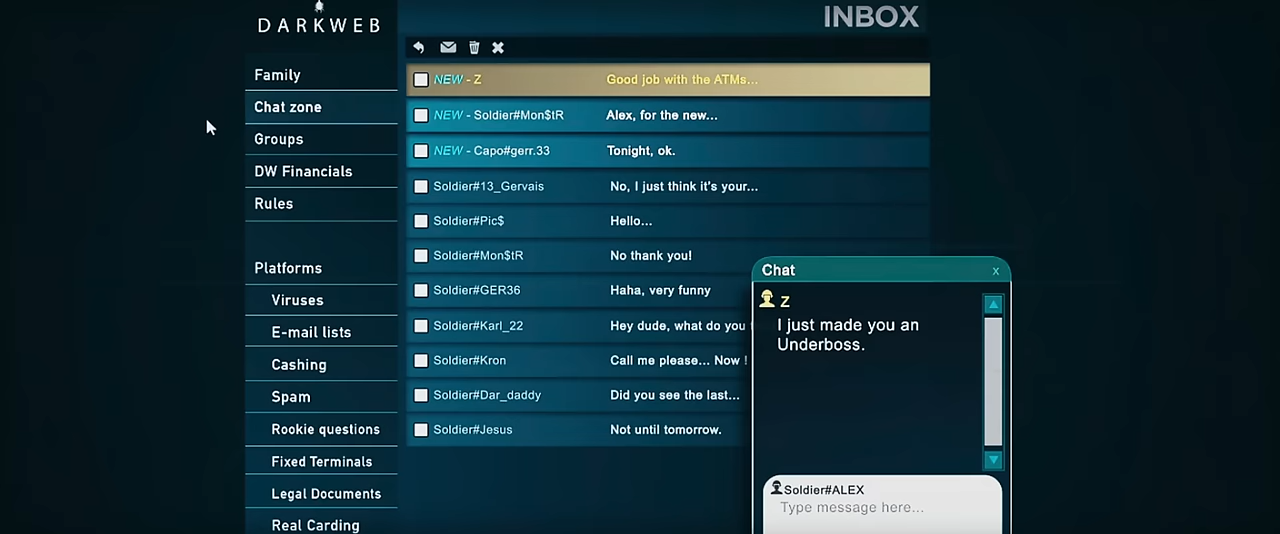 DARKWEB
INBOX
Family
Chat zone
Groups
DW Financials
Rules
Platforms
Viruses
E-mail lists
Cashing
Spam
Rookie questions
Fixed Terminals
Legal Documents
Real Carding
NEW - Z Good job with the ATMs...
NEW - Soldier#Mon$tR Alex, for the new...
NEW - Capo#gerr.33 Tonight, ok.
Soldier#13_Gervais No, I just think it's your...
Soldier#Pic$ Hello...
Soldier#Mon$tR No thank you!
Soldier#GER36 Haha, very funny
Soldier#Karl_22 Hey dude, what do you
Soldier#Kron Call me please... Now !
Soldier#Dar_daddy Did you see the last...
Soldier#Jesus Not until tomorrow.
Chat x
Z
I just made you an
Underboss.
Soldier#ALEX
Type message here...